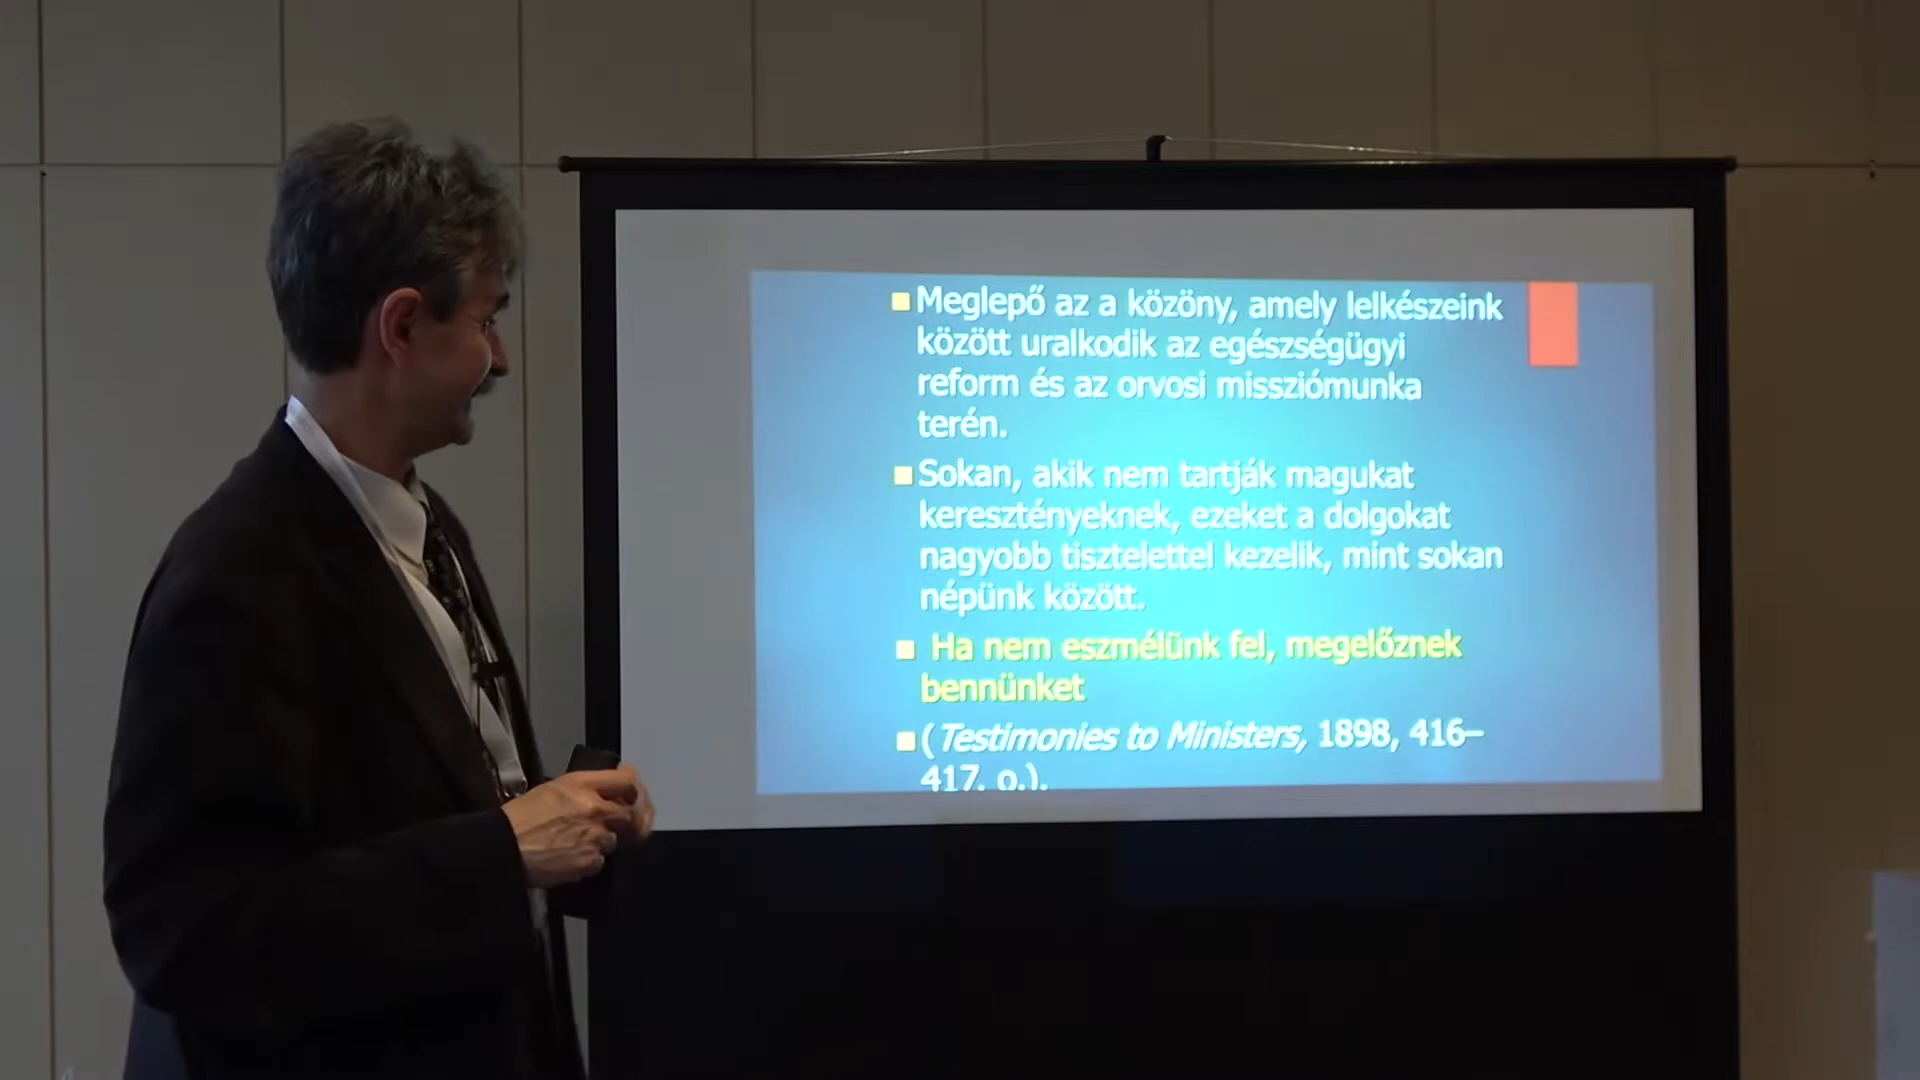 Meglepő az a közöny, amely lelkészeink
között uralkodik az egészségügyi
reform és az orvosi missziómunka
terén.
Sokan, akik nem tartják magukat
keresztényeknek, ezeket a dolgokat
nagyobb tisztelettel kezelik, mint sokan
népünk között.
Ha nem eszmélünk fel, megelőznek
bennünket
(Testimonies to Ministers, 1898, 416–
417. o.).